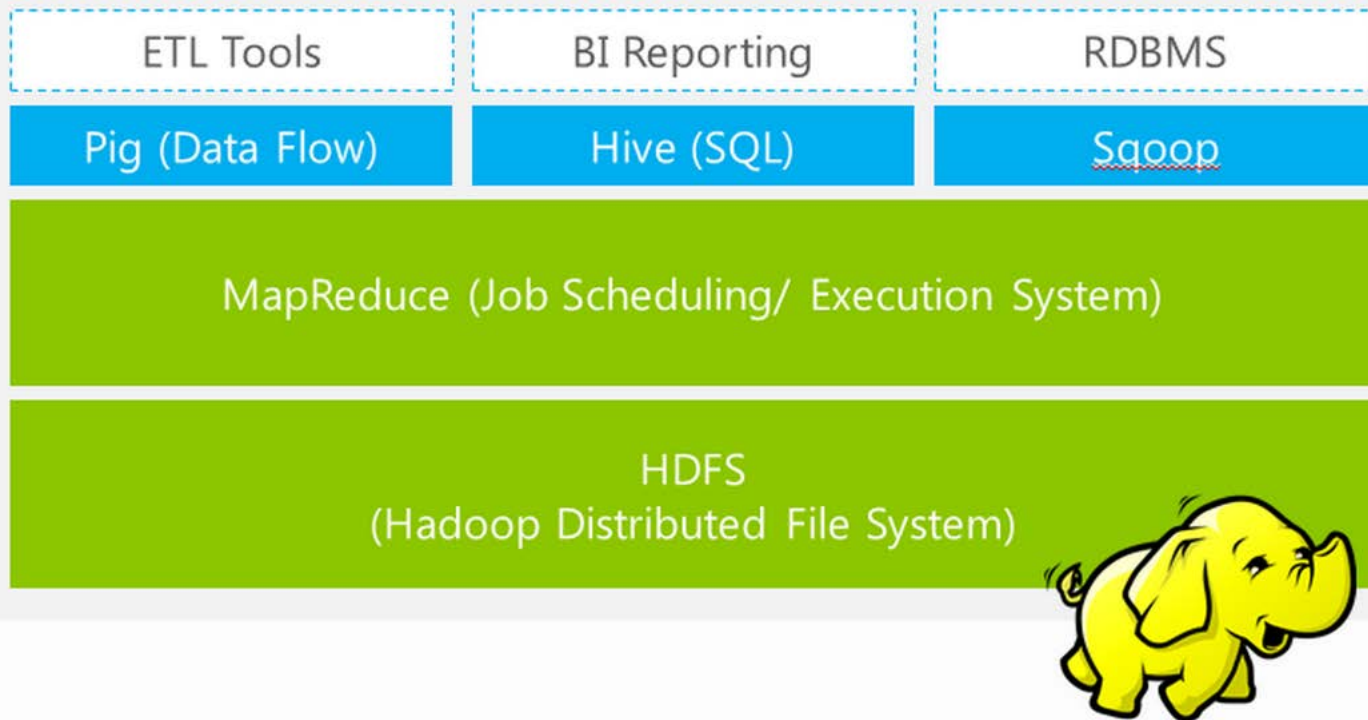 ETL Tools
BI Reporting
RDBMS
Pig (Data Flow)
Hive (SQL)
Sqoop
MapReduce (Job Scheduling/ Execution System)
HDFS
(Hadoop Distributed File System)